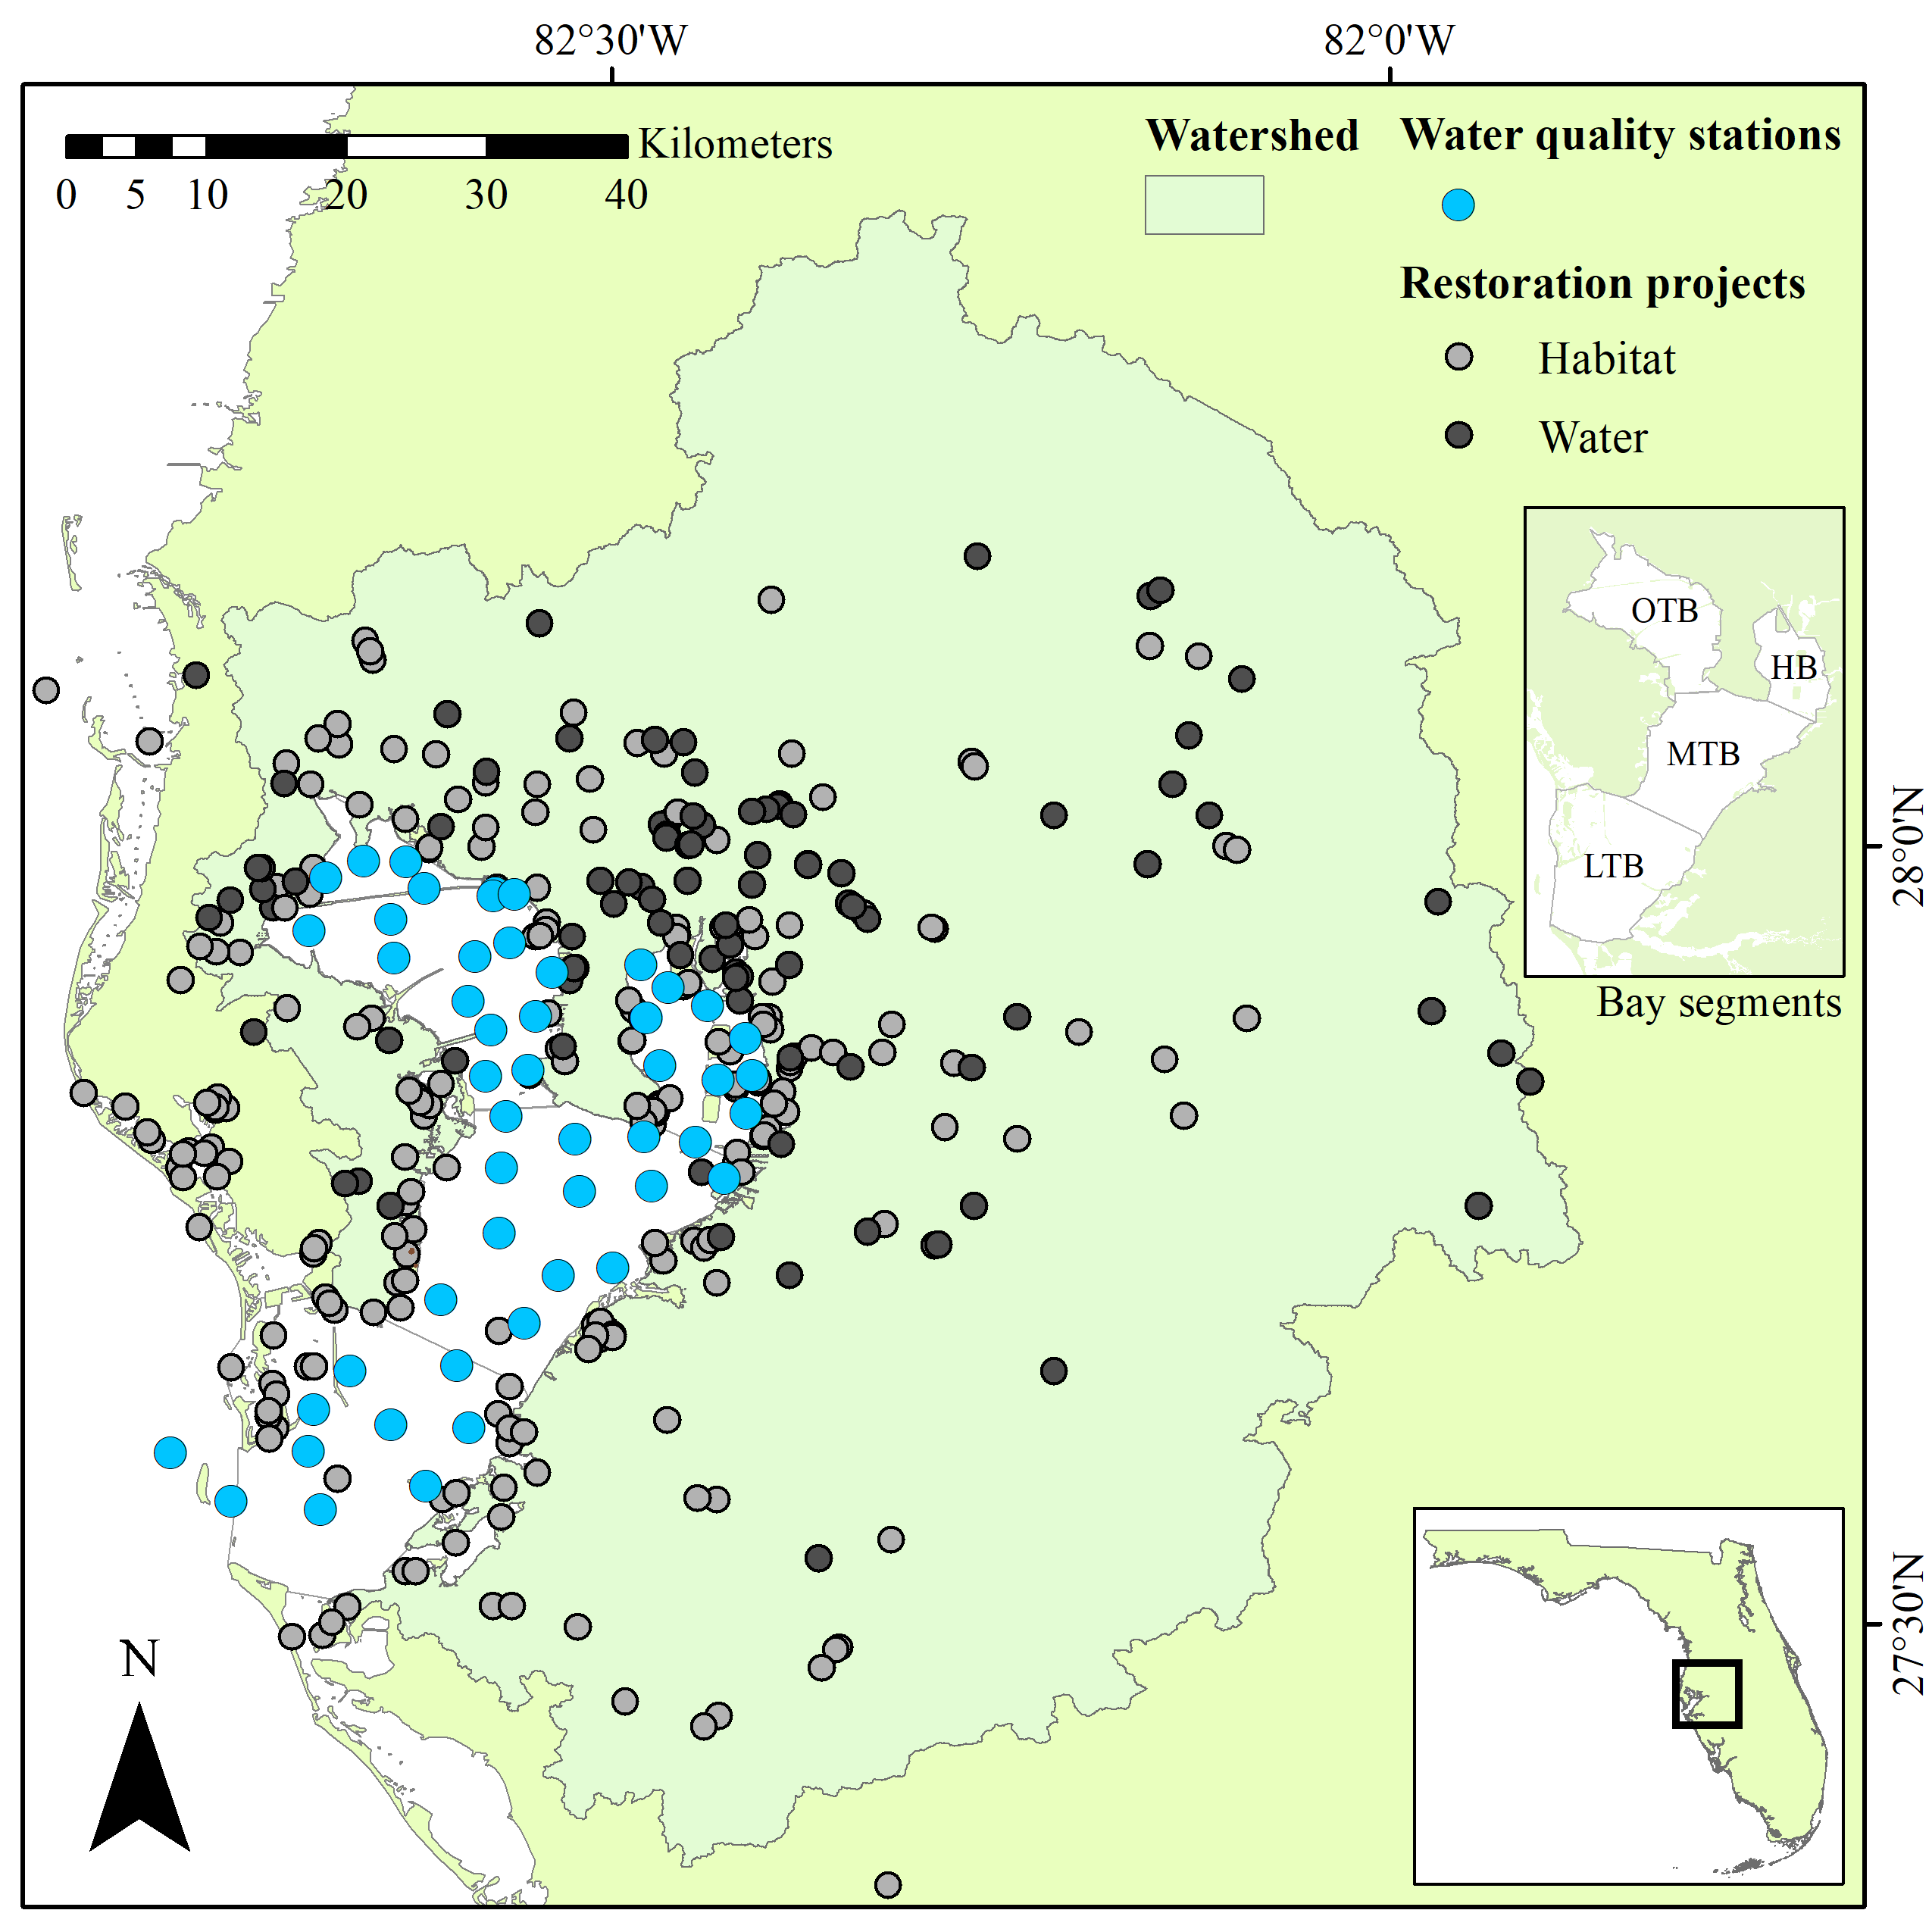 82°30'W
82°0'W
Kilometers
0 5 10 20 30 40
Watershed
Water quality stations
Restoration projects
Habitat
Water
OTB
HB
MTB
LTB
Bay segments
28°0'N
27°30'N
N